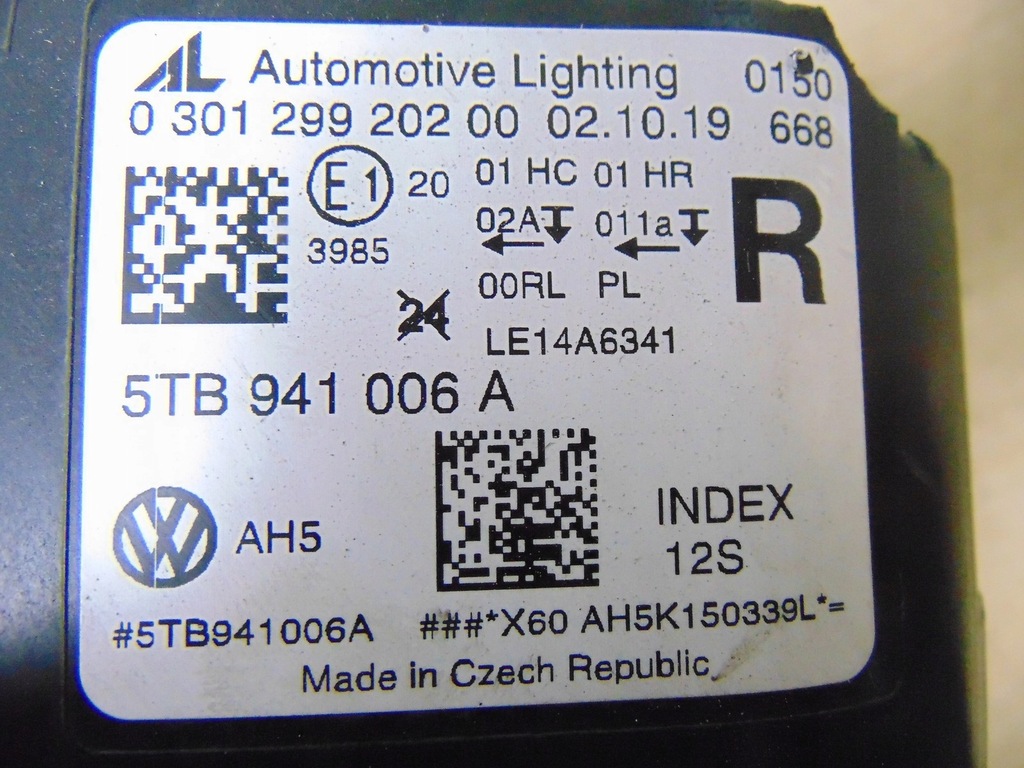 AL Automotive Lighting 0150
0 301 299 202 00 02.10.19 668
E1 20 01 HC 01 HR
02A 011a R
3985
00RL PL
24
LE14A6341
5TB 941 006 A
VW AH5
INDEX
12S
#5TB941006A ###*X60 AH5K150339L*=
Made in Czech Republic